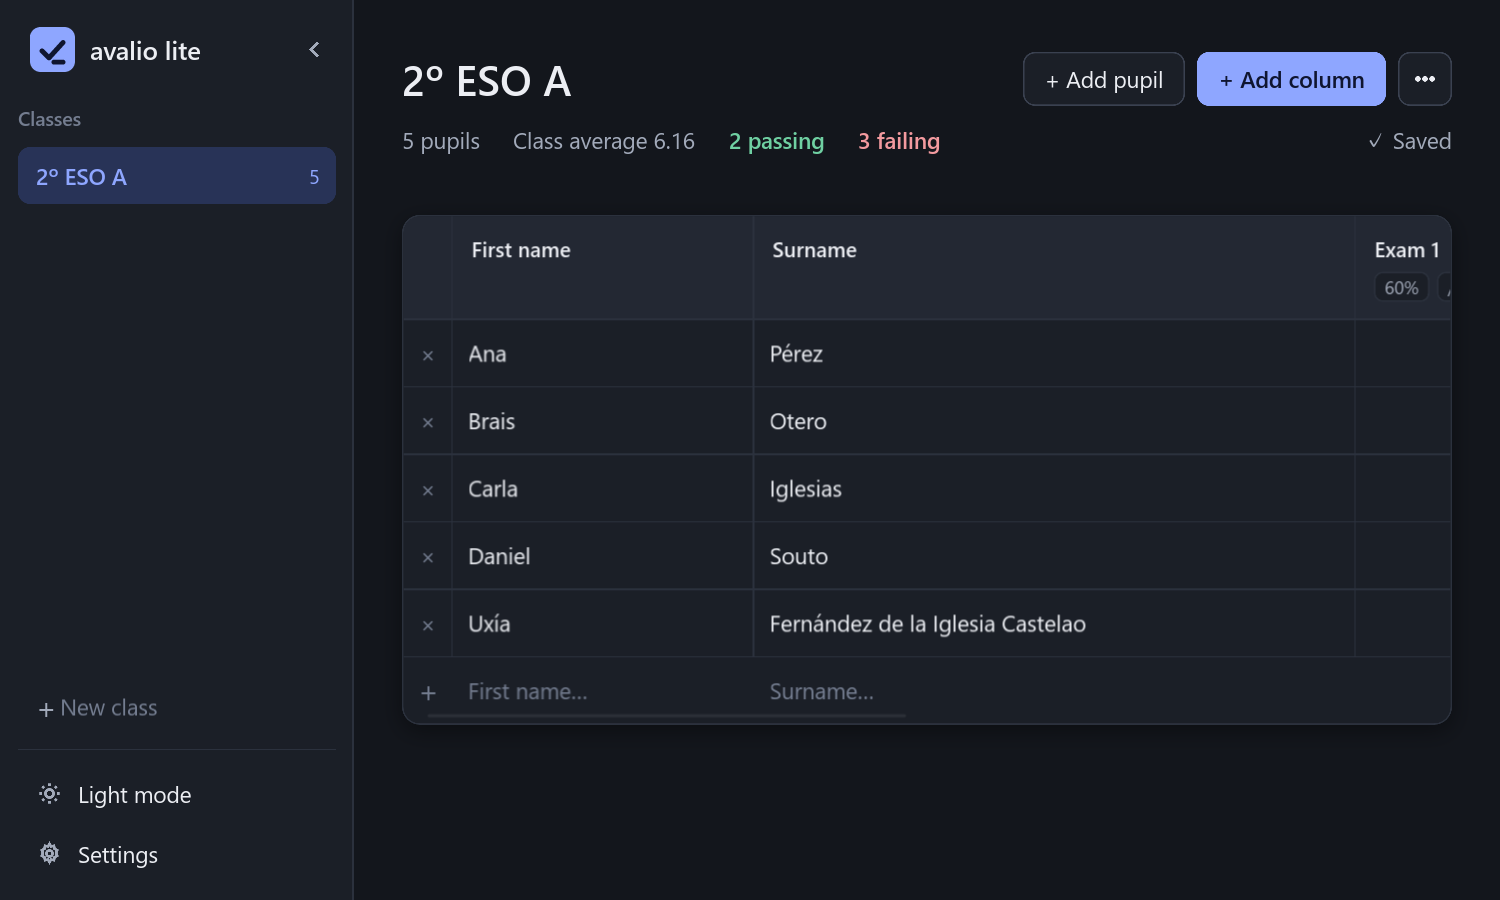 avalio lite
Classes
2º ESO A 5
+ New class
Light mode
Settings
2º ESO A
+ Add pupil
+ Add column
5 pupils Class average 6.16 2 passing 3 failing
✓ Saved
First name Surname Exam 1
60%
× Ana Pérez
× Brais Otero
× Carla Iglesias
× Daniel Souto
× Uxía Fernández de la Iglesia Castelao
+ First name... Surname...